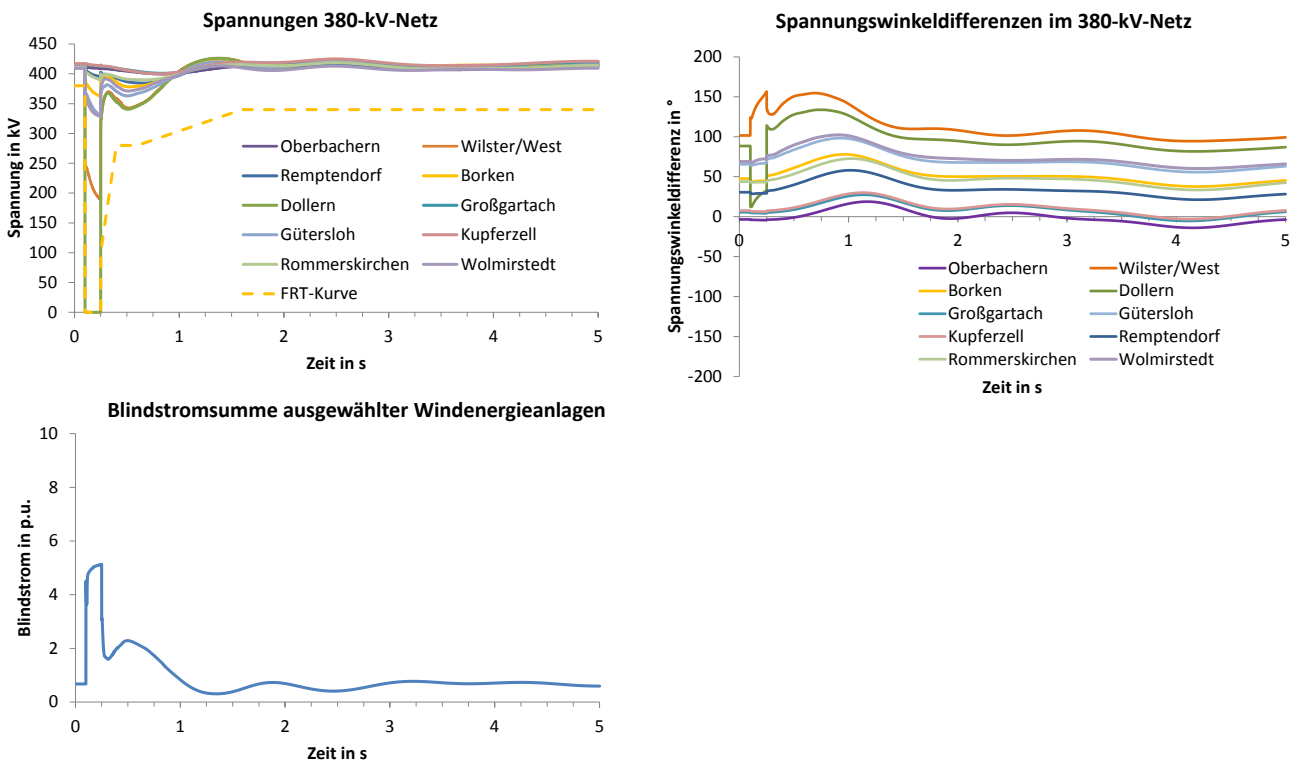 Spannungen 380-kV-Netz
Spannung in kV
450
400
350
300
250
200
150
100
50
0
0 1 2 3 4 5
Zeit in s
Oberbachern Wilster/West
Remptendorf Borken
Dollern Großgartach
Gütersloh Kupferzell
Rommerskirchen Wolmirstedt
FRT-Kurve
Spannungswinkeldifferenzen im 380-kV-Netz
Spannungswinkeldifferenz in °
200
150
100
50
0
-50
-100
-150
-200
0 1 2 3 4 5
Oberbachern Wilster/West
Borken Dollern
Großgartach Gütersloh
Kupferzell Remptendorf
Rommerskirchen Wolmirstedt
Zeit in s
Blindstromsumme ausgewählter Windenergieanlagen
Blindstrom in p.u.
10
8
6
4
2
0
0 1 2 3 4 5
Zeit in s